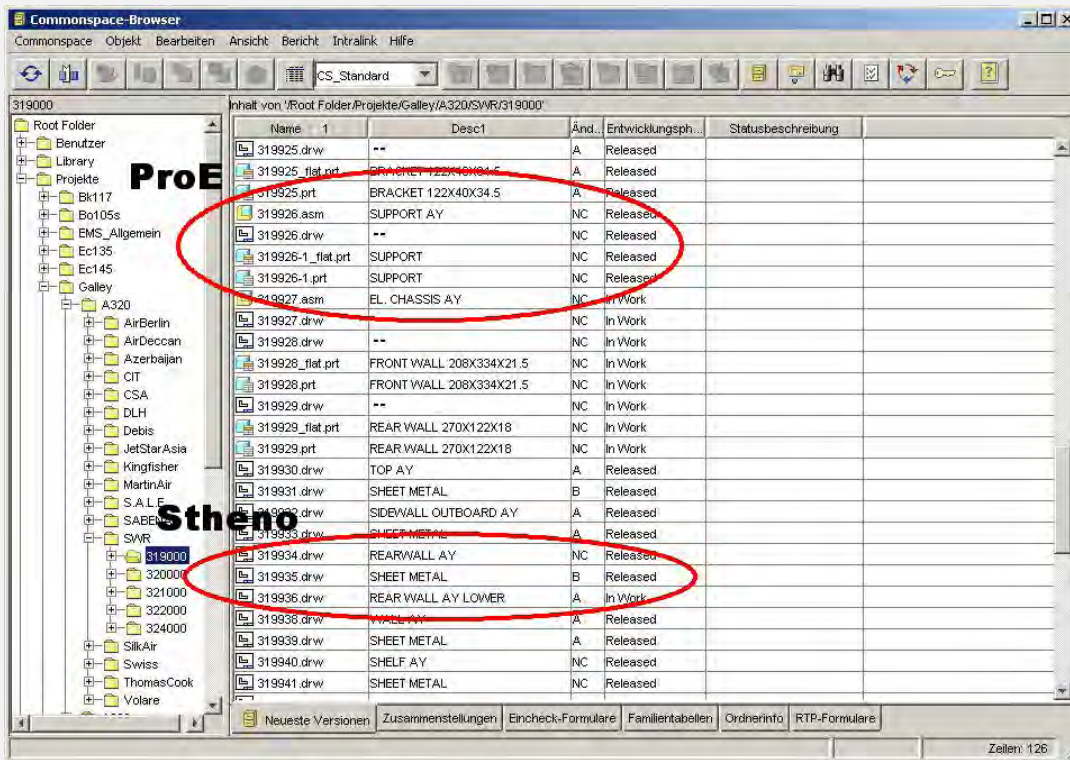 Commonspace-Browser
Commonspace Objekt Bearbeiten Ansicht Bericht Intralink Hilfe
CS_Standard
319000
Inhalt von '/Root Folder/Projekte/Galley/A320/SWR/319000'
Root Folder
Benutzer
Library
Projekte
Bk117
Bo105s
EMS_Allgemein
Ec135
Ec145
Galley
A320
AirBerlin
AirDeccan
Azerbaijan
CIT
CSA
DLH
Debis
JetStarAsia
Kingfisher
MartinAir
S.A.L.E
SABENA
SWR
319000
320000
321000
322000
324000
SilkAir
Swiss
ThomasCook
Volare
ProE
Stheno
Name 1 Desc1 Änd... Entwicklungsph... Statusbeschreibung
319925.drw -- A Released
319925_flat.prt BRACKET 122X40X34.5 A Released
319925.prt BRACKET 122X40X34.5 A Released
319926.asm SUPPORT AY NC Released
319926.drw -- NC Released
319926-1_flat.prt SUPPORT NC Released
319926-1.prt SUPPORT NC Released
319927.asm EL. CHASSIS AY NC In Work
319927.drw -- NC In Work
319928.drw -- NC In Work
319928_flat.prt FRONT WALL 208X334X21.5 NC In Work
319928.prt FRONT WALL 208X334X21.5 NC In Work
319929.drw -- NC In Work
319929_flat.prt REAR WALL 270X122X18 NC In Work
319929.prt REAR WALL 270X122X18 NC In Work
319930.drw TOP AY A Released
319931.drw SHEET METAL B Released
319932.drw SIDEWALL OUTBOARD AY A Released
319933.drw SHEET METAL A Released
319934.drw REARWALL AY NC Released
319935.drw SHEET METAL B Released
319936.drw REAR WALL AY LOWER A In Work
319938.drw WALL AY A Released
319939.drw SHEET METAL A Released
319940.drw SHELF AY NC Released
319941.drw SHEET METAL NC Released
Neueste Versionen Zusammenstellungen Eincheck-Formulare Familientabellen Ordnerinfo RTP-Formulare
Zeilen: 126